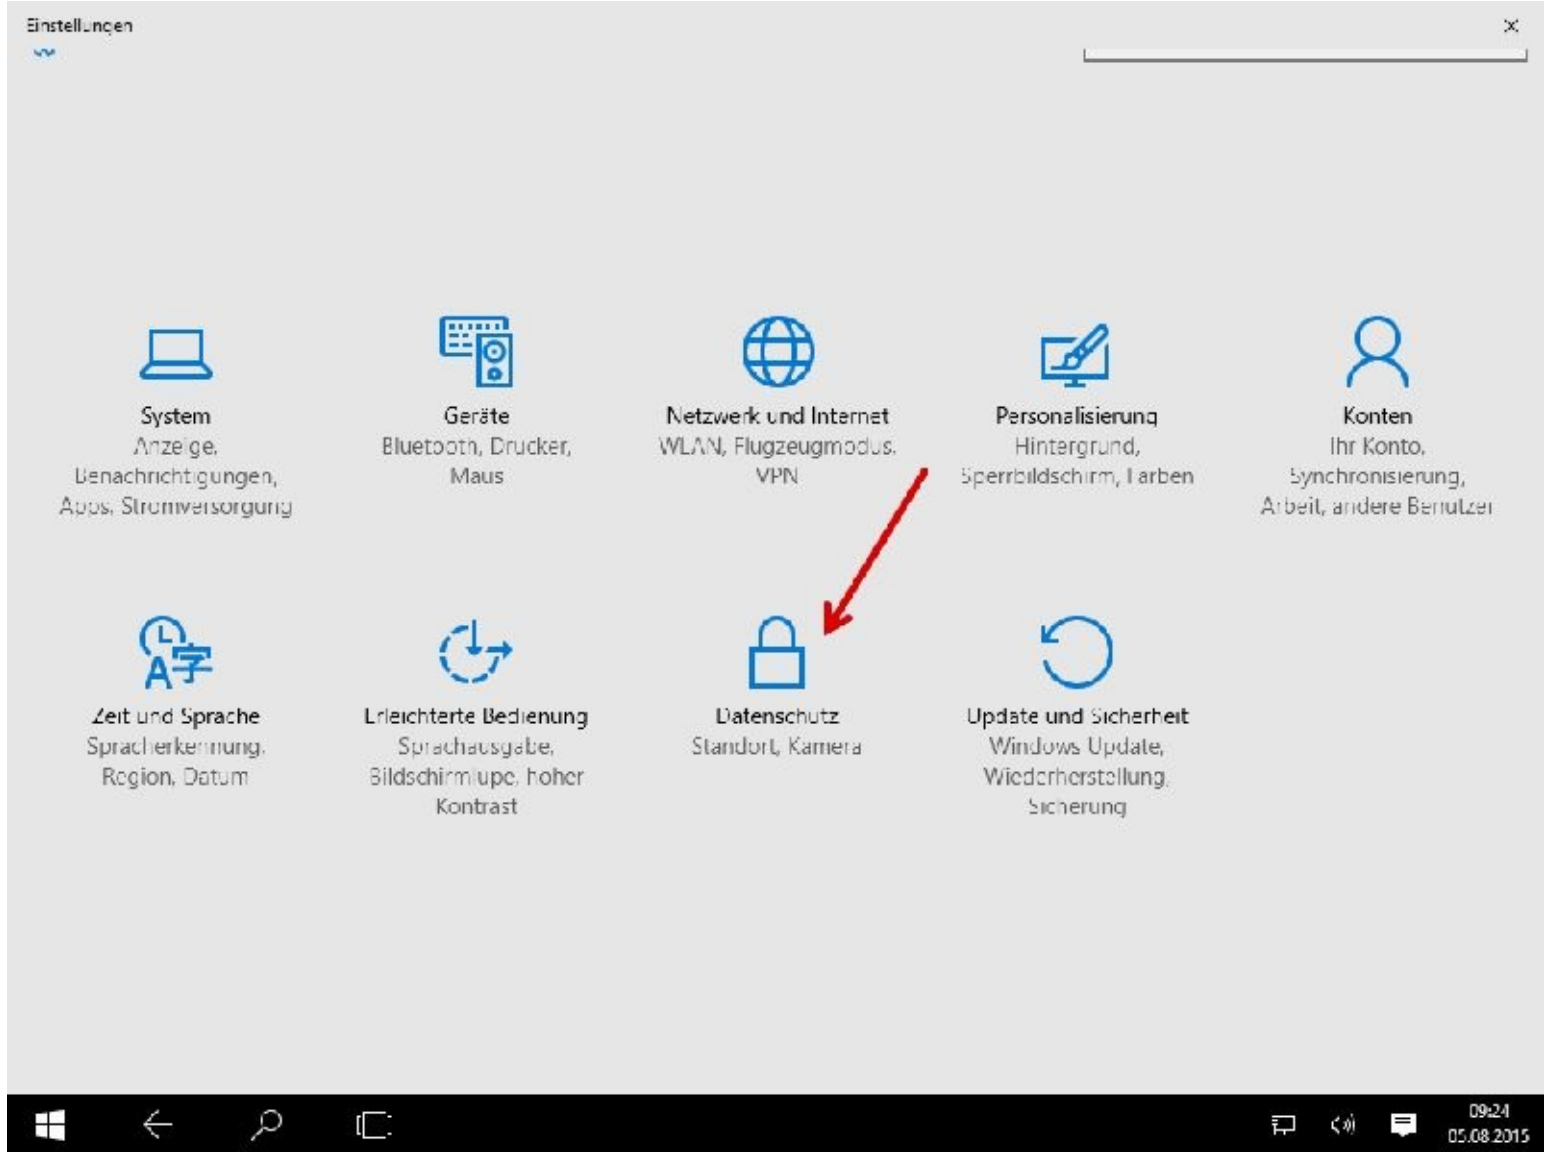 Einstellungen
System
Anzeige,
Benachrichtigungen,
Apps, Stromversorgung
Geräte
Bluetooth, Drucker,
Maus
Netzwerk und Internet
WLAN, Flugzeugmodus,
VPN
Personalisierung
Hintergrund,
Sperrbildschirm, Farben
Konten
Ihr Konto,
Synchronisierung,
Arbeit, andere Benutzer
A字
Zeit und Sprache
Spracherkennung,
Region, Datum
Erleichterte Bedienung
Sprachausgabe,
Bildschirmlupe, hoher
Kontrast
Datenschutz
Standort, Kamera
Update und Sicherheit
Windows Update,
Wiederherstellung,
Sicherung
09:24
05.08.2015